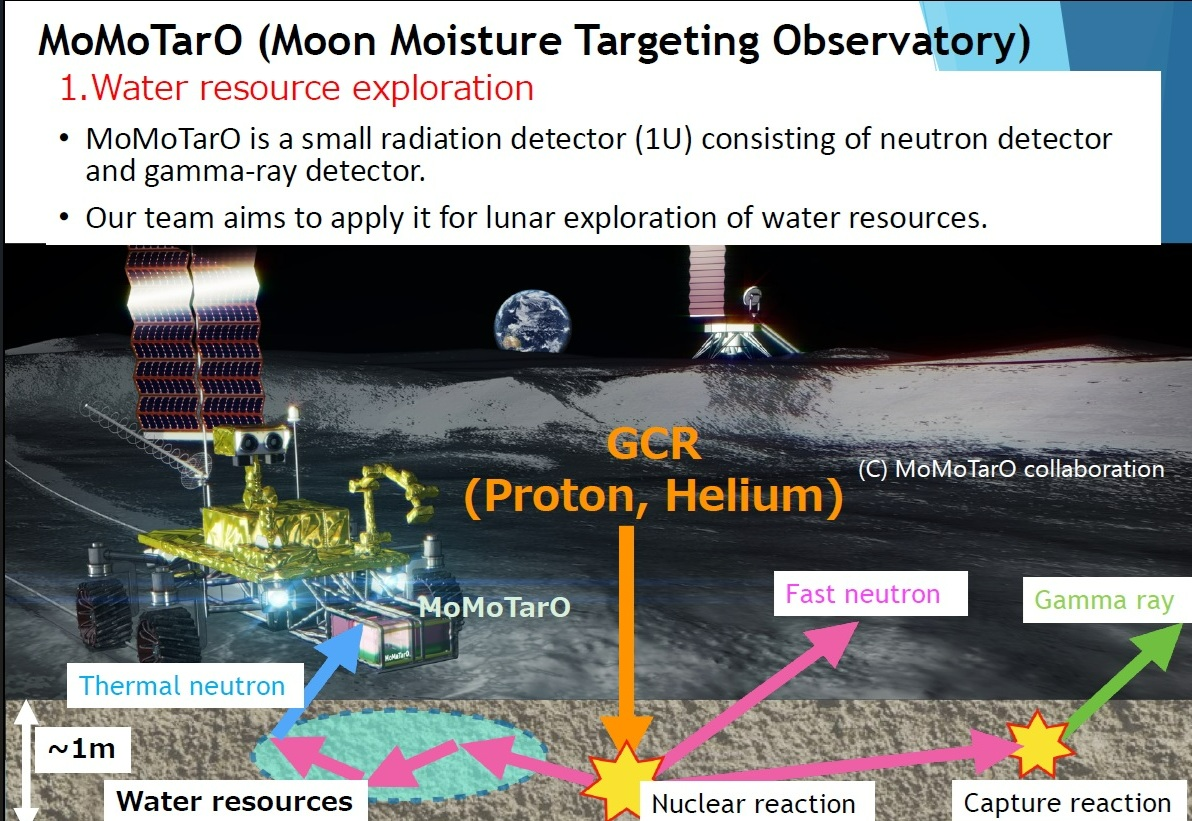 MoMoTarO (Moon Moisture Targeting Observatory)
1.Water resource exploration
• MoMoTarO is a small radiation detector (1U) consisting of neutron detector
and gamma-ray detector.
• Our team aims to apply it for lunar exploration of water resources.
GCR
(Proton, Helium)
(C) MoMoTarO collaboration
Fast neutron
Gamma ray
MoMoTarO
MoMoTarO
Thermal neutron
~1m
Water resources
Nuclear reaction
Capture reaction